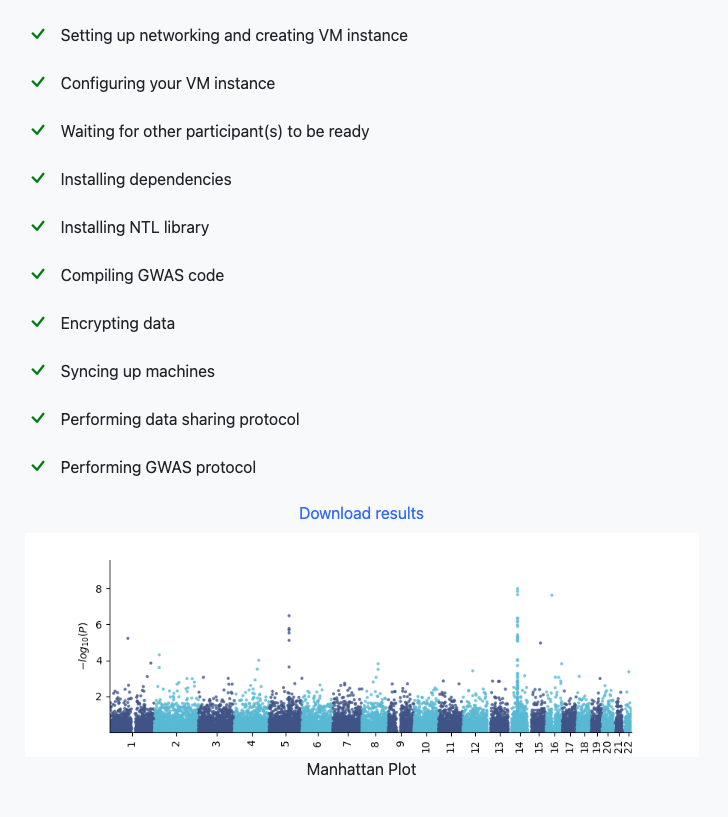 Setting up networking and creating VM instance
Configuring your VM instance
Waiting for other participant(s) to be ready
Installing dependencies
Installing NTL library
Compiling GWAS code
Encrypting data
Syncing up machines
Performing data sharing protocol
Performing GWAS protocol
Download results
8
6
4
2
−log10(P)
1 2 3 4 5 6 7 8 9 10 11 12 13 14 15 16 17 18 19 20 21 22
Manhattan Plot